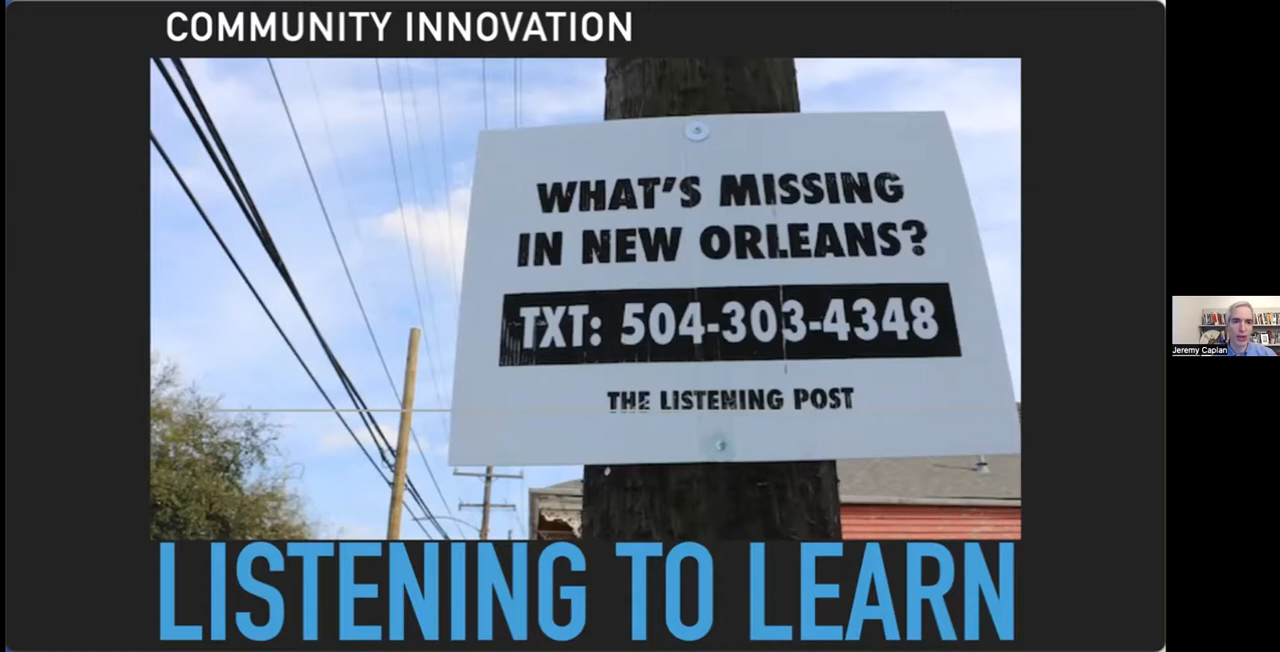 COMMUNITY INNOVATION
WHAT'S MISSING
IN NEW ORLEANS?
TXT: 504-303-4348
THE LISTENING POST
LISTENING TO LEARN
Jeremy Caplan